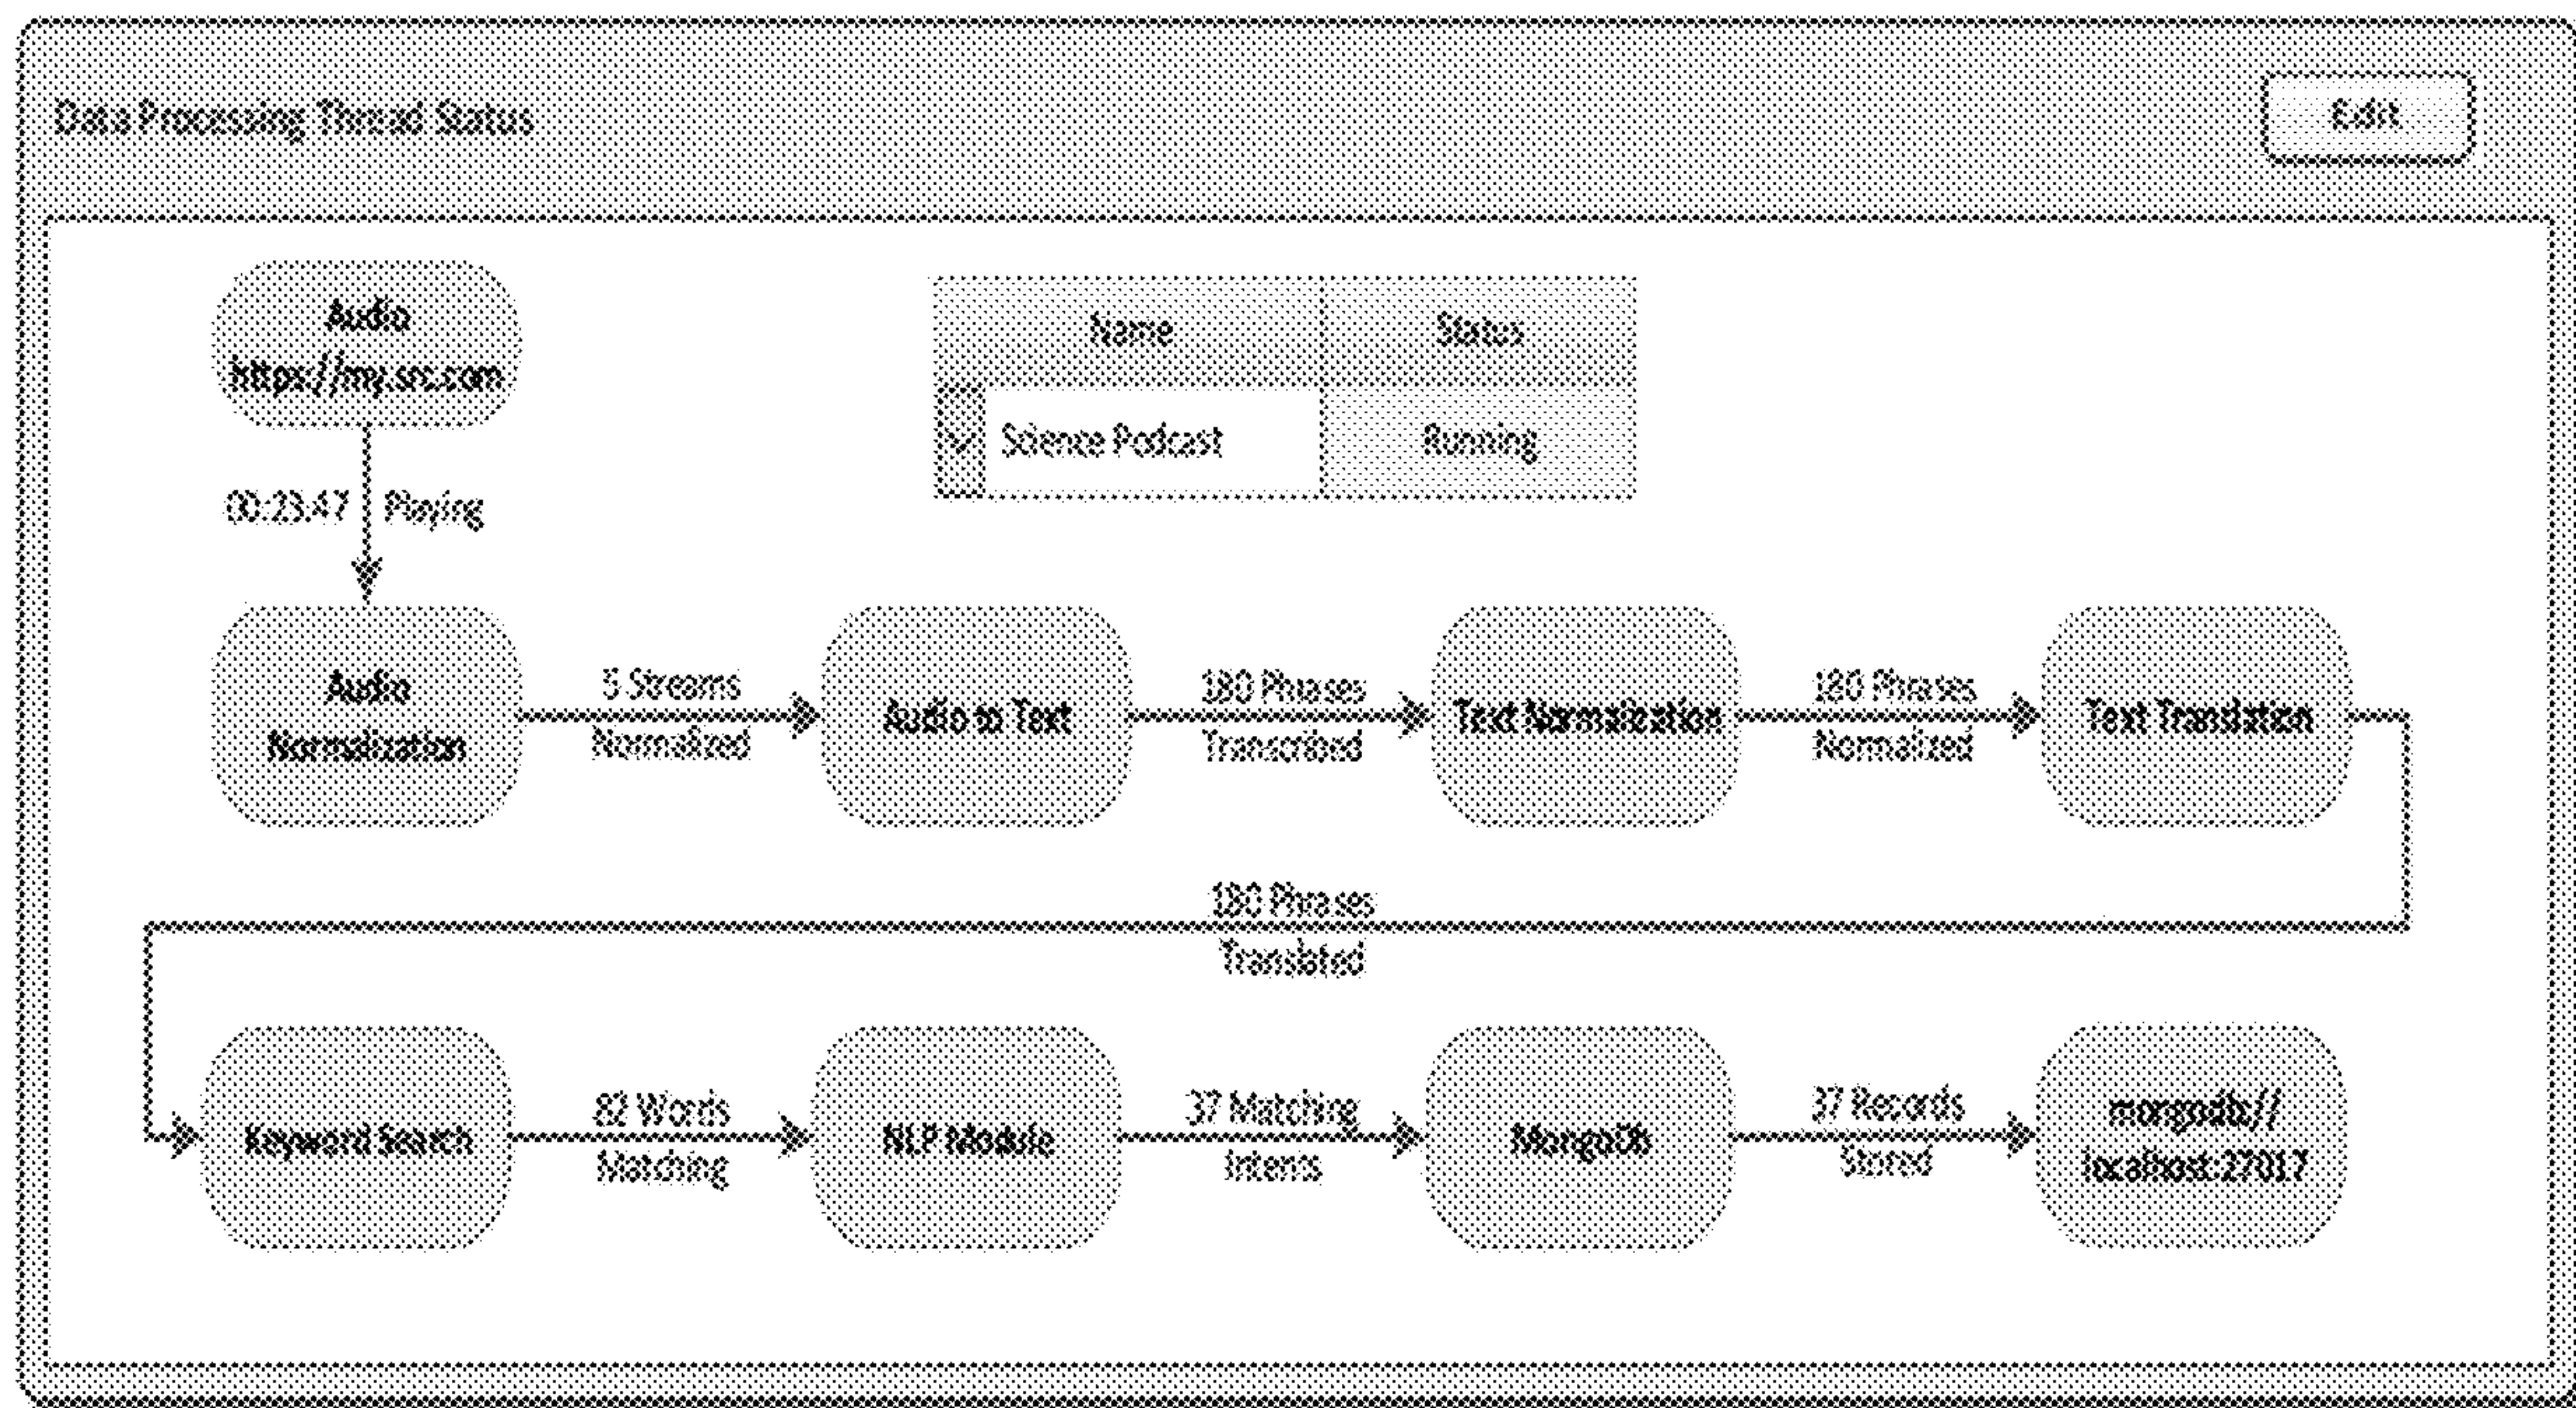 Data Processing Thread Status
Edit
Audio
https://my.src.com
Name
Status
Science Podcast
Running
00:23:47
Playing
Audio
Normalization
5 Streams
Normalized
Audio to Text
180 Phrases
Transcribed
Text Normalization
180 Phrases
Normalized
Text Translation
180 Phrases
Translated
Keyword Search
82 Words
Matching
NLP Module
37 Matching
Intents
MongoDb
37 Records
Stored
mongodb://
localhost:27017